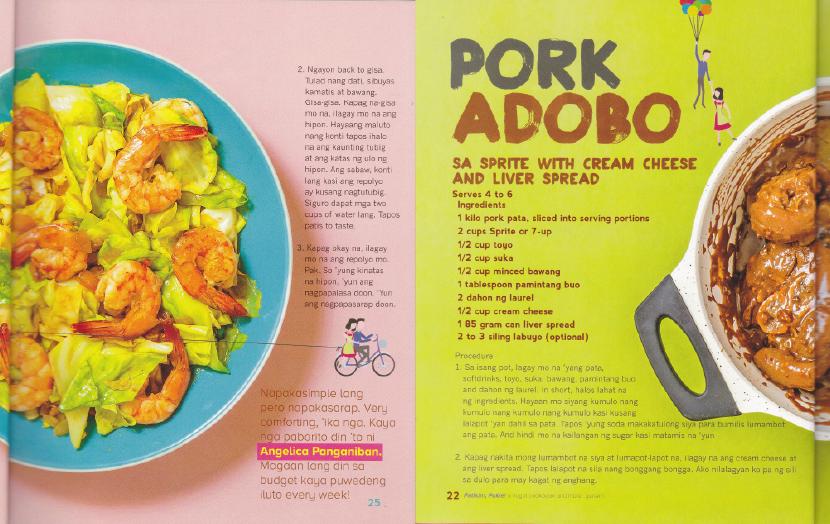 2. Ngayon back to gisa.
Tulad nang dati, sibuyas
kamatis at bawang.
Gisa-gisa. Kapag na-gisa
mo na, ilagay mo na ang
hipon. Hayaang maluto
nang konti tapos ihalo
na ang kaunting tubig
at ang katas ng ulo ng
hipon. Ang sabaw, konti
lang kasi ang repolyo
ay kusang nagtutubig.
Siguro dapat mga two
cups of water lang. Tapos
patis to taste.
3. Kapag okay na, ilagay
mo na ang repolyo mo.
Pak. So 'yung kinatas
na hipon, 'yun ang
nagpapalasa doon. 'Yun
ang nagpapasarap doon.
Napakasimple lang
pero napakasarap. Very
comforting, 'ika nga. Kaya
nga paborito din 'to ni
Angelica Panganiban.
Magaan lang din sa
budget kaya puwedeng
iluto every week!
25
PORK
ADOBO
SA SPRITE WITH CREAM CHEESE
AND LIVER SPREAD
Serves 4 to 6
Ingredients
1 kilo pork pata, sliced into serving portions
2 cups Sprite or 7-up
1/2 cup toyo
1/2 cup suka
1/2 cup minced bawang
1 tablespoon pamintang buo
2 dahon ng laurel
1/2 cup cream cheese
1 85 gram can liver spread
2 to 3 siling labuyo (optional)
Procedure
1. Sa isang pot, lagay mo na 'yang pata,
softdrinks, toyo, suka, bawang, pamintang buo
and dahon ng laurel. In short, halos lahat na
ng ingredients. Hayaan mo siyang kumulo nang
kumulo nang kumulo nang kumulo kasi kusang
lalapot 'yan dahil sa pata. Tapos 'yung soda makakatulong siya para bumilis lumambot
ang pata. And hindi mo na kailangan ng sugar kasi matamis na 'yun.
2. Kapag nakita mong lumambot na siya at lumapot-lapot na, ilagay na ang cream cheese at
ang liver spread. Tapos lalapot na sila nang bonggang bongga. Ako nilalagyan ko pa ng sili
sa dulo para may kagat ng anghang.
22